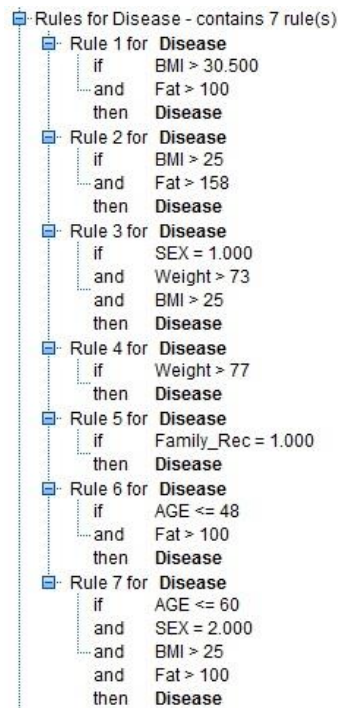 Rules for Disease - contains 7 rule(s)
Rule 1 for Disease
if BMI > 30.500
and Fat > 100
then Disease
Rule 2 for Disease
if BMI > 25
and Fat > 158
then Disease
Rule 3 for Disease
if SEX = 1.000
and Weight > 73
and BMI > 25
then Disease
Rule 4 for Disease
if Weight > 77
then Disease
Rule 5 for Disease
if Family_Rec = 1.000
then Disease
Rule 6 for Disease
if AGE <= 48
and Fat > 100
then Disease
Rule 7 for Disease
if AGE <= 60
and SEX = 2.000
and BMI > 25
and Fat > 100
then Disease